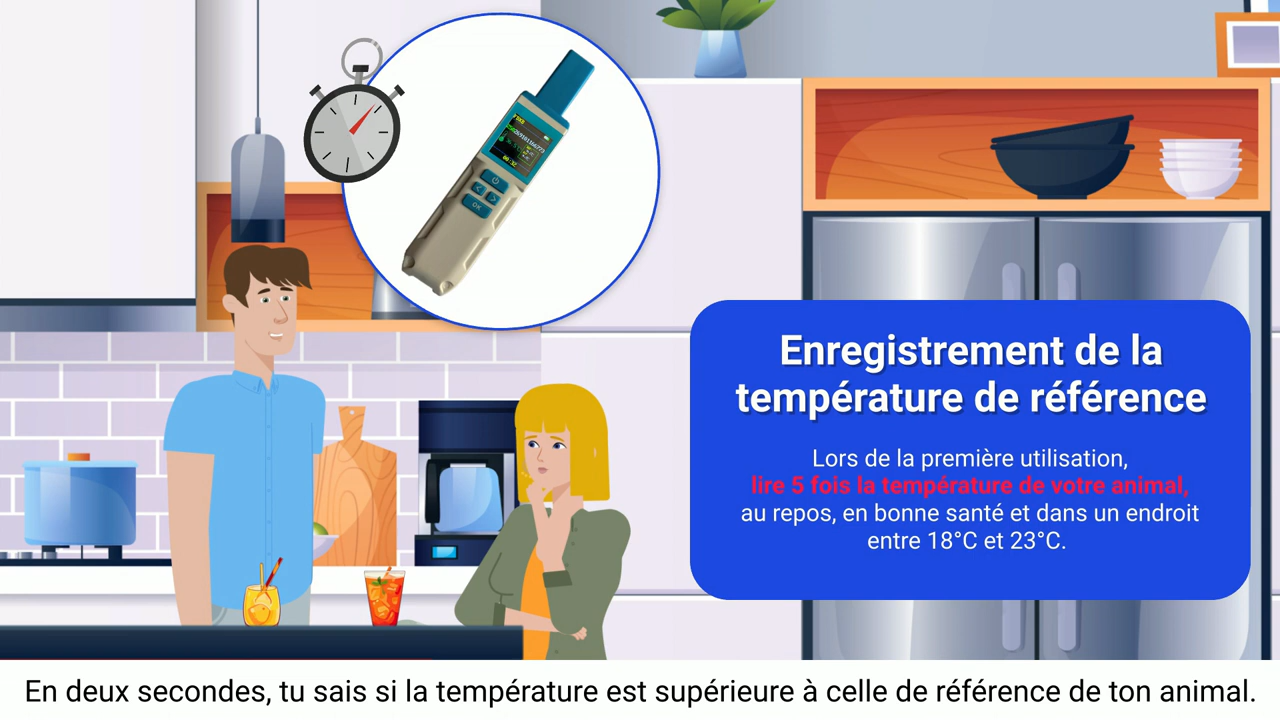 OK
Enregistrement de la
température de référence
Lors de la première utilisation,
lire 5 fois la température de votre animal,
au repos, en bonne santé et dans un endroit
entre 18°C et 23°C.
En deux secondes, tu sais si la température est supérieure à celle de référence de ton animal.